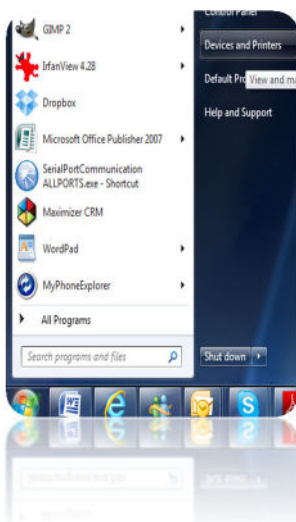 GIMP 2
IrfanView 4.28
Dropbox
Microsoft Office Publisher 2007
SerialPortCommunication
ALLPORTS.exe - Shortcut
Maximizer CRM
WordPad
MyPhoneExplorer
All Programs
Search programs and files
Control Panel
Devices and Printers
Default Pro
View and ma
Help and Support
Shut down